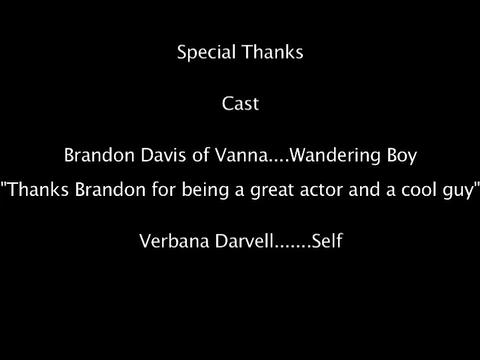 Special Thanks
Cast
Brandon Davis of Vanna....Wandering Boy
"Thanks Brandon for being a great actor and a cool guy"
Verbana Darvell.......Self